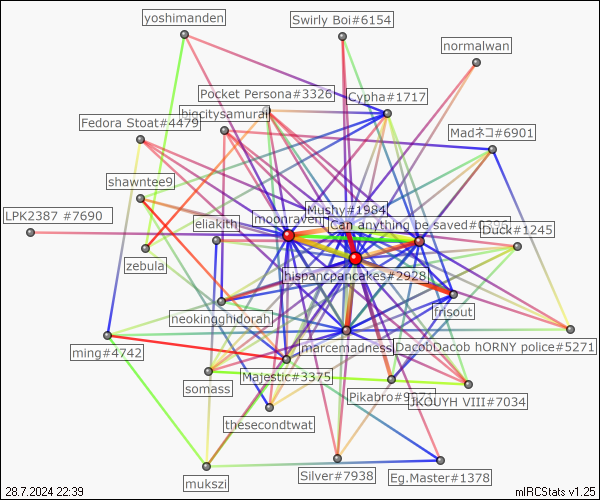 yoshimanden
Swirly Boi#6154
normalwan
Pocket Persona#3326
Cypha#1717
bigcitysamurai
Fedora Stoat#4479
Madネコ#6901
shawntee9
Mushy#1984
LPK2387 #7690
eliakith
moonraven
can anything be saved#0396
Duck#1245
zebula
hispancpancakes#2928
neokingghidorah
frisout
ming#4742
marcemadness
DacobDacob hORNY police#5271
Majestic#3375
somass
Pikabro#9
JKOUYH VIII#7034
thesecondtwat
mukszi
Silver#7938
Eg.Master#1378
28.7.2024 22:39
mIRCStats v1.25